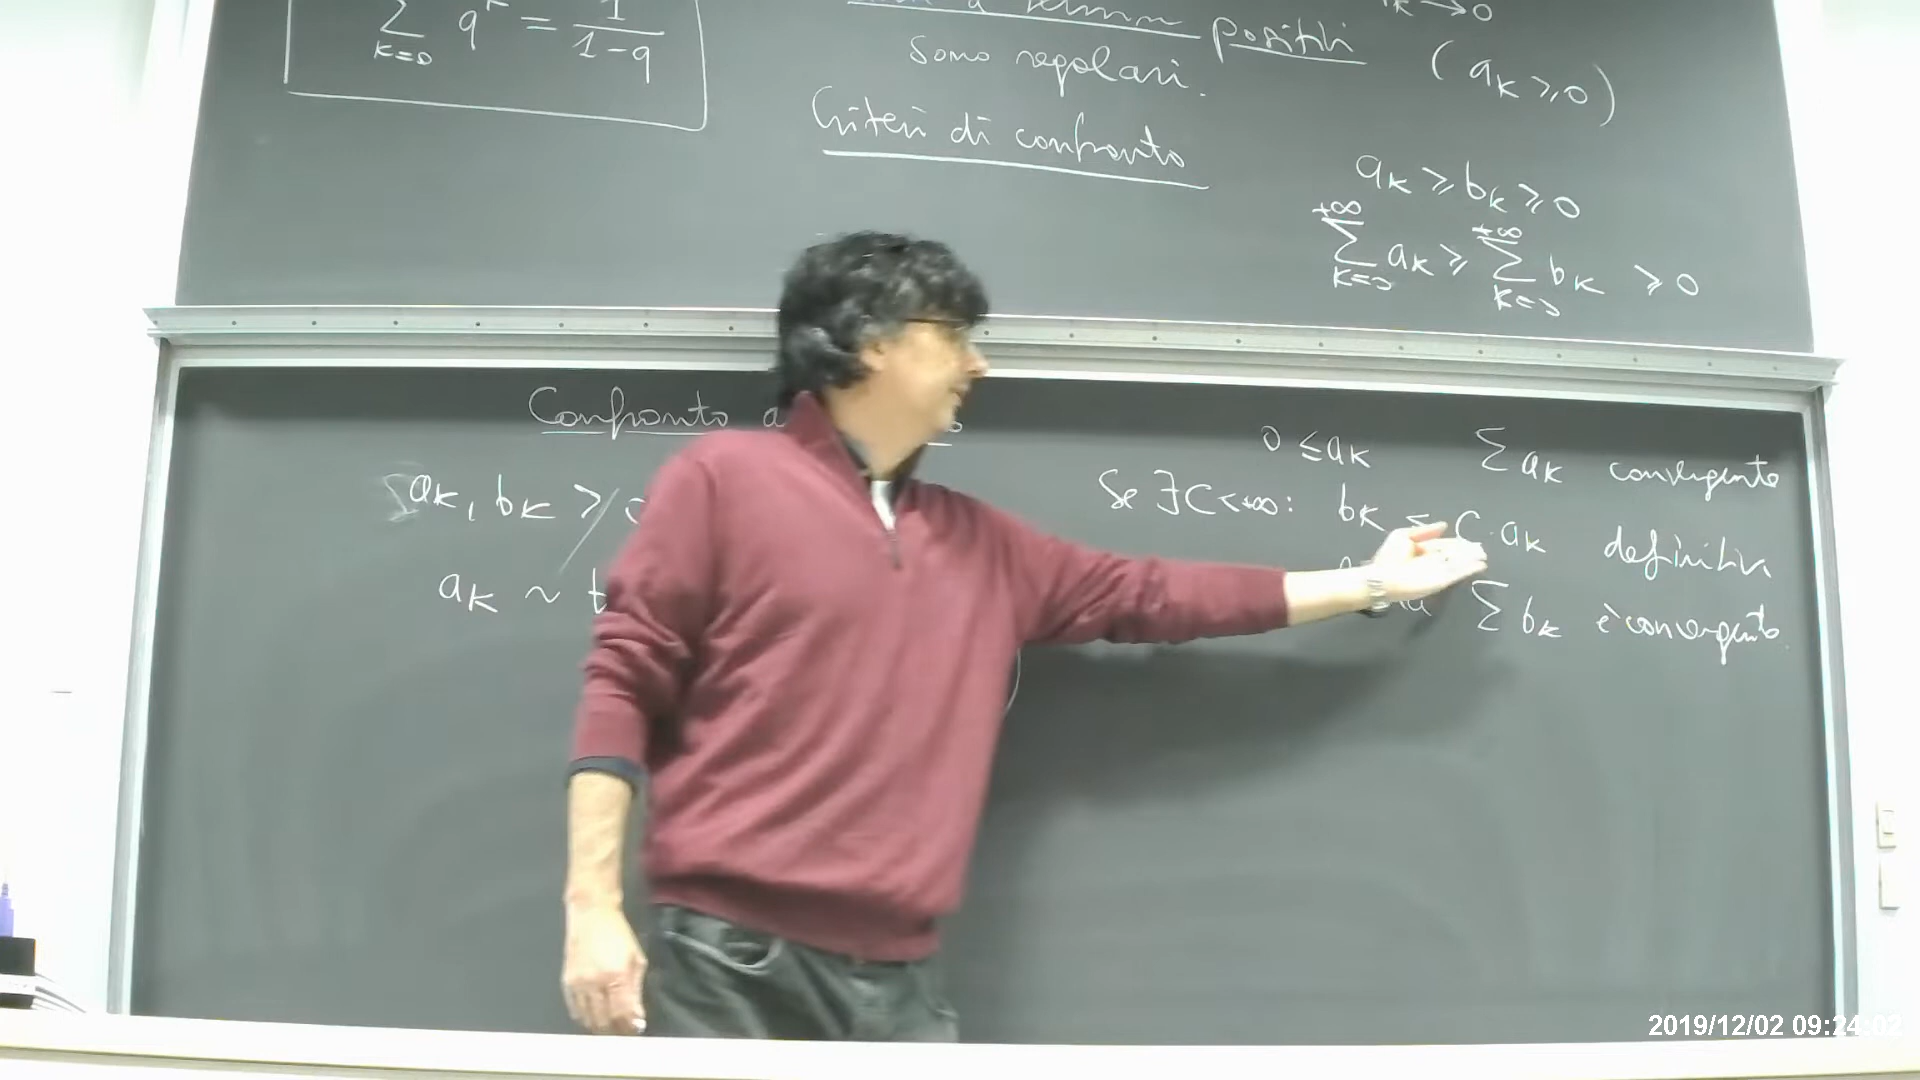 ∑ q^k = 1/(1-q)
k=0
positivi
sono regolari.
→0
(a_k ≥ 0)
Criteri di confronto
a_k ≥ b_k ≥ 0
+∞ +∞
∑ a_k ≥ ∑ b_k ≥ 0
k=0 k=0
Confronto a
a_k, b_k >
a_k ~
0 ≤ a_k ∑ a_k convergente
Se ∃ C < +∞: b_k ≤ C · a_k definitiv
∑ b_k è convergente.
2019/12/02 09:24:02